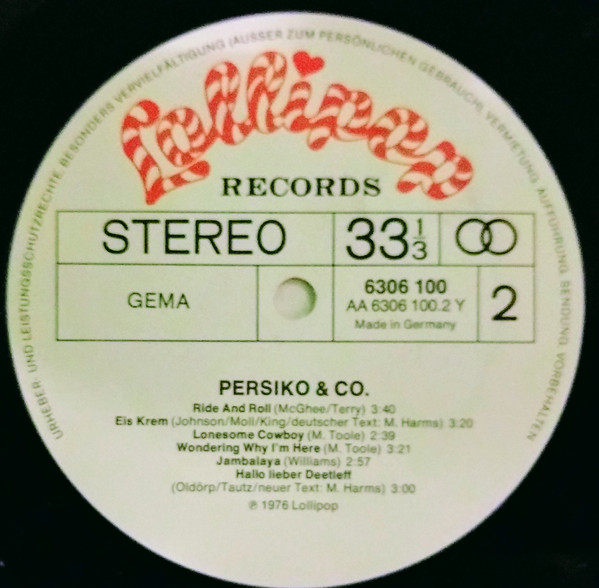 URHEBER- UND LEISTUNGSSCHUTZRECHTE, BESONDERS VERVIELFÄLTIGUNG (AUSSER ZUM PERSÖNLICHEN GEBRAUCH), VERMIETUNG, AUFFÜHRUNG, SENDUNG, VORBEHALTEN
Lollipop
RECORDS
STEREO 33 1/3
GEMA
6306 100
AA 6306 100.2 Y
Made in Germany
2
PERSIKO & CO.
Ride And Roll (McGhee/Terry) 3:40
Eis Krem (Johnson/Moll/King/deutscher Text: M. Harms) 3:20
Lonesome Cowboy (M. Toole) 2:39
Wondering Why I'm Here (M. Toole) 3:21
Jambalaya (Williams) 2:57
Hallo lieber Deetleff
(Oldörp/Tautz/neuer Text: M. Harms) 3:00
℗ 1976 Lollipop